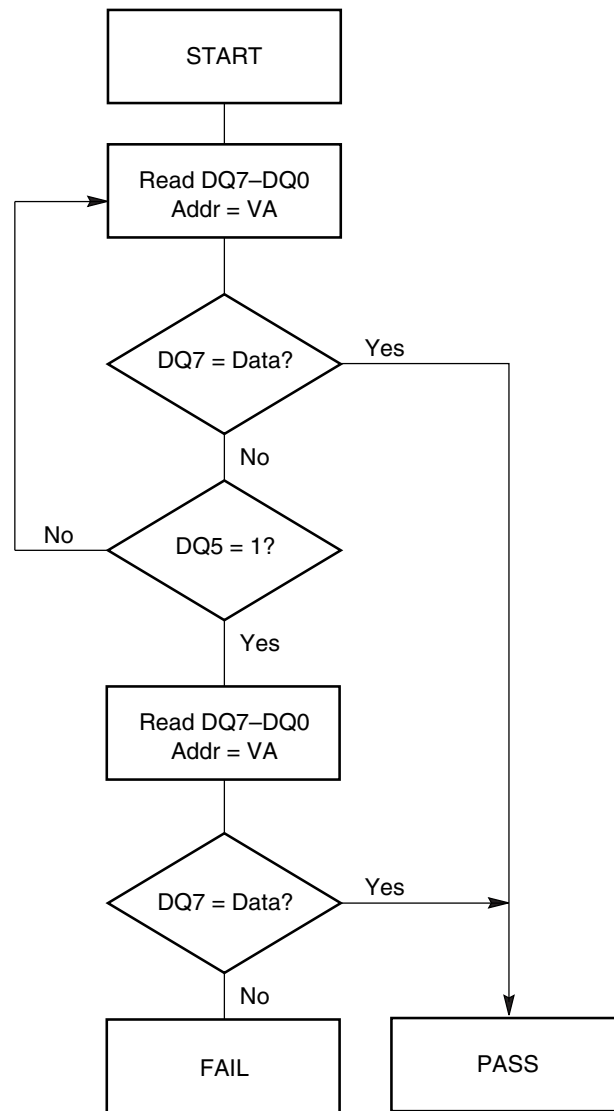 START
Read DQ7–DQ0
Addr = VA
DQ7 = Data?
Yes
No
DQ5 = 1?
No
Yes
Read DQ7–DQ0
Addr = VA
DQ7 = Data?
Yes
No
FAIL
PASS